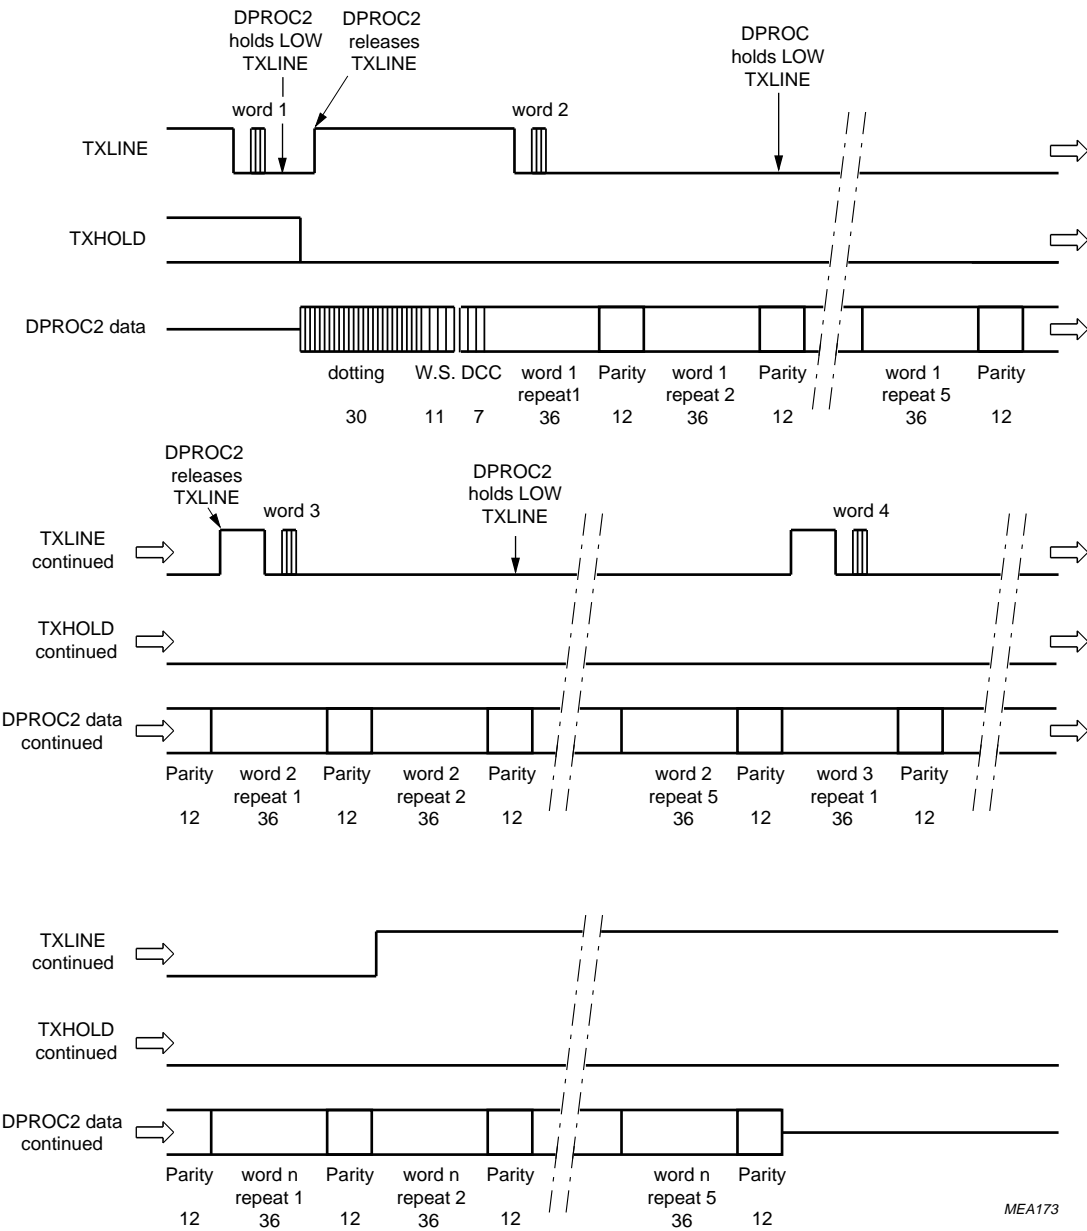 DPROC2 holds LOW TXLINE
DPROC2 releases TXLINE
DPROC holds LOW TXLINE
word 1
word 2
TXLINE
TXHOLD
DPROC2 data
dotting
W.S.
DCC
word 1 repeat1
Parity
word 1 repeat 2
Parity
word 1 repeat 5
Parity
30
11
7
36
12
36
12
36
12
DPROC2 releases TXLINE
word 3
DPROC2 holds LOW TXLINE
word 4
TXLINE continued
TXHOLD continued
DPROC2 data continued
Parity
word 2 repeat 1
Parity
word 2 repeat 2
Parity
word 2 repeat 5
Parity
word 3 repeat 1
Parity
12
36
12
36
12
36
12
36
12
TXLINE continued
TXHOLD continued
DPROC2 data continued
Parity
word n repeat 1
Parity
word n repeat 2
Parity
word n repeat 5
Parity
12
36
12
36
12
36
12
MEA173